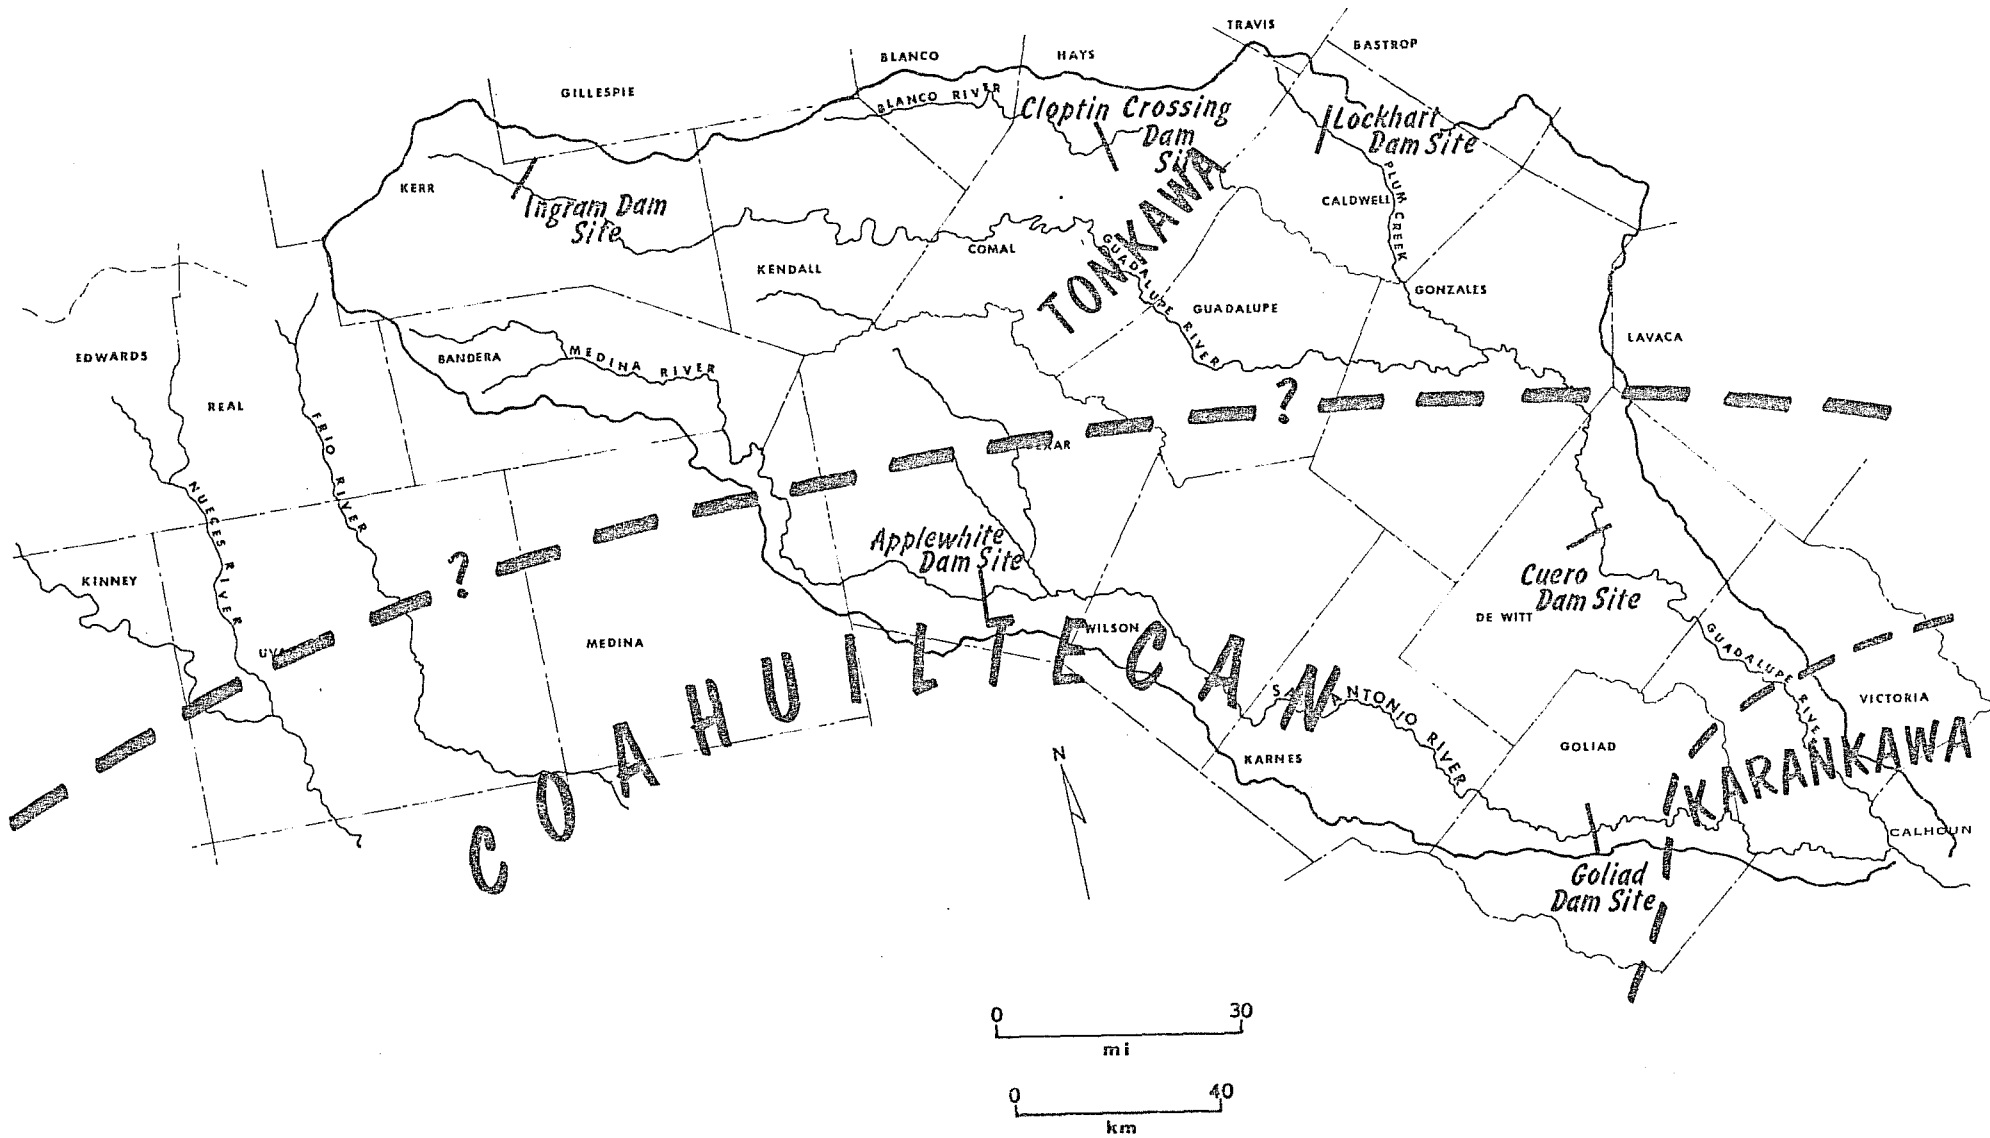 TRAVIS
BASTROP
BLANCO
HAYS
GILLESPIE
BLANCO RIVER
Cloptin Crossing
Dam
Lockhart
Dam Site
KERR
Ingram Dam
Site
PLUM CREEK
CALDWELL
TONKAWA
COMAL
KENDALL
GUADALUPE RIVER
GUADALUPE
GONZALES
LAVACA
EDWARDS
BANDERA
MEDINA RIVER
REAL
FRIO RIVER
?
NUECES RIVER
Applewhite
Dam Site
?
KINNEY
Cuero
Dam Site
DE WITT
MEDINA
WILSON
COAHUILTECAN
GUADALUPE RIVER
VICTORIA
SAN ANTONIO RIVER
KARNES
GOLIAD
KARANKAWA
N
CALHOUN
Goliad
Dam Site
0 30
mi
0 40
km